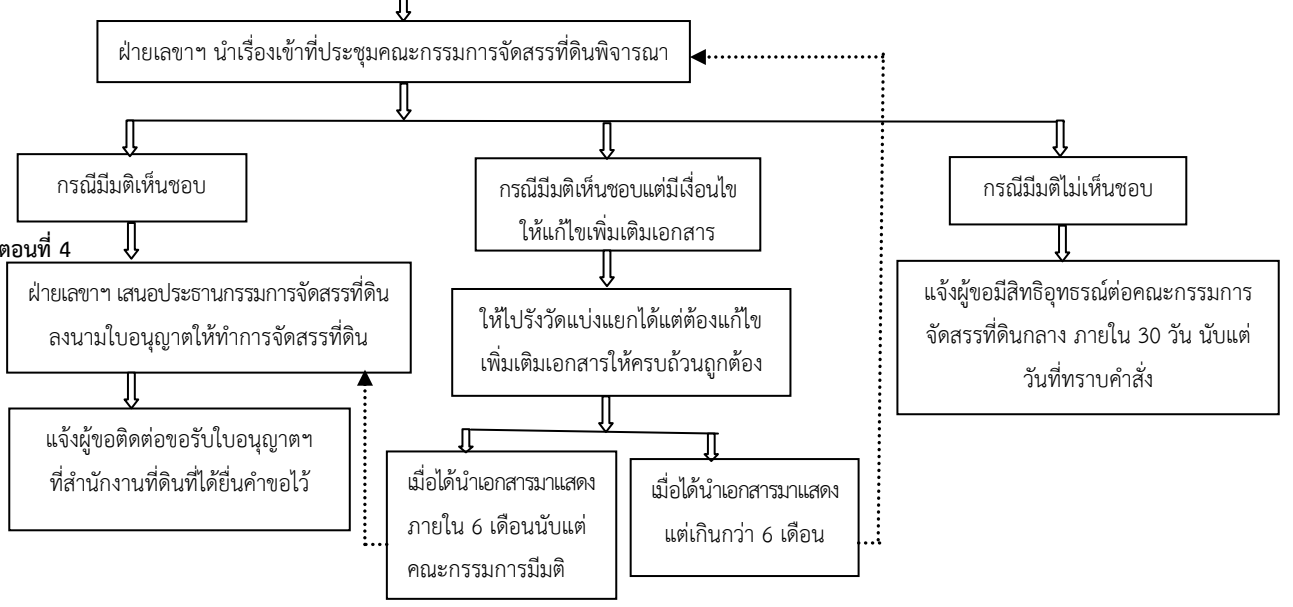 ฝ่ายเลขาฯ นำเรื่องเข้าที่ประชุมคณะกรรมการจัดสรรที่ดินพิจารณา
กรณีมีมติเห็นชอบ
กรณีมีมติเห็นชอบแต่มีเงื่อนไข
ให้แก้ไขเพิ่มเติมเอกสาร
กรณีมีมติไม่เห็นชอบ
ตอนที่ 4
ฝ่ายเลขาฯ เสนอประธานกรรมการจัดสรรที่ดิน
ลงนามใบอนุญาตให้ทำการจัดสรรที่ดิน
ให้ไปรังวัดแบ่งแยกได้แต่ต้องแก้ไข
เพิ่มเติมเอกสารให้ครบถ้วนถูกต้อง
แจ้งผู้ขอมีสิทธิอุทธรณ์ต่อคณะกรรมการ
จัดสรรที่ดินกลาง ภายใน 30 วัน นับแต่
วันที่ทราบคำสั่ง
แจ้งผู้ขอติดต่อขอรับใบอนุญาตฯ
ที่สำนักงานที่ดินที่ได้ยื่นคำขอไว้
เมื่อได้นำเอกสารมาแสดง
ภายใน 6 เดือนนับแต่
คณะกรรมการมีมติ
เมื่อได้นำเอกสารมาแสดง
แต่เกินกว่า 6 เดือน